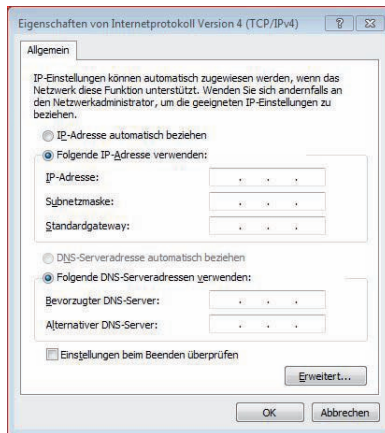 Eigenschaften von Internetprotokoll Version 4 (TCP/IPv4)
Allgemein
IP-Einstellungen können automatisch zugewiesen werden, wenn das
Netzwerk diese Funktion unterstützt. Wenden Sie sich andernfalls an
den Netzwerkadministrator, um die geeigneten IP-Einstellungen zu
beziehen.
IP-Adresse automatisch beziehen
Folgende IP-Adresse verwenden:
IP-Adresse:
Subnetzmaske:
Standardgateway:
DNS-Serveradresse automatisch beziehen
Folgende DNS-Serveradressen verwenden:
Bevorzugter DNS-Server:
Alternativer DNS-Server:
Einstellungen beim Beenden überprüfen
Erweitert...
OK Abbrechen